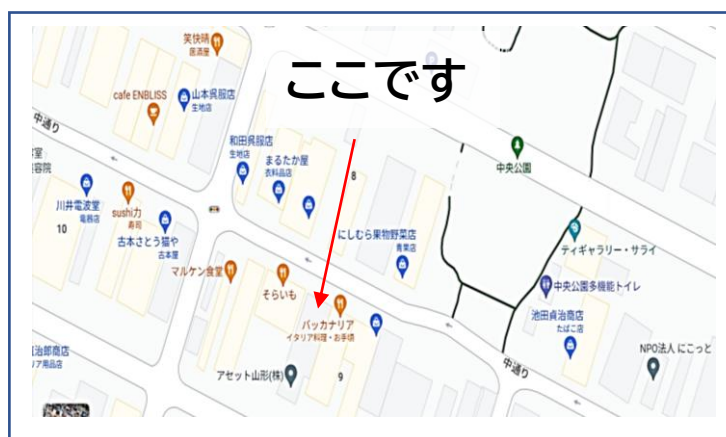 笑快晴
居酒屋
ここです
cafe ENBLISS
山本呉服店
生地店
中通り
和田呉服店
生地店
まるたか屋
衣料品店
8
中央公園
川井電波堂
電器店
sushi力
寿司
10
古本さとう猫や
古本屋
にしむら果物野菜店
青果店
ティギャラリー・サライ
マルケン食堂
そらいも
中央公園多機能トイレ
バッカナリア
イタリア料理・お手頃
池田貞治商店
たばこ店
アセット山形(株)
9
中通り
NPO法人 にこっと
治郎商店